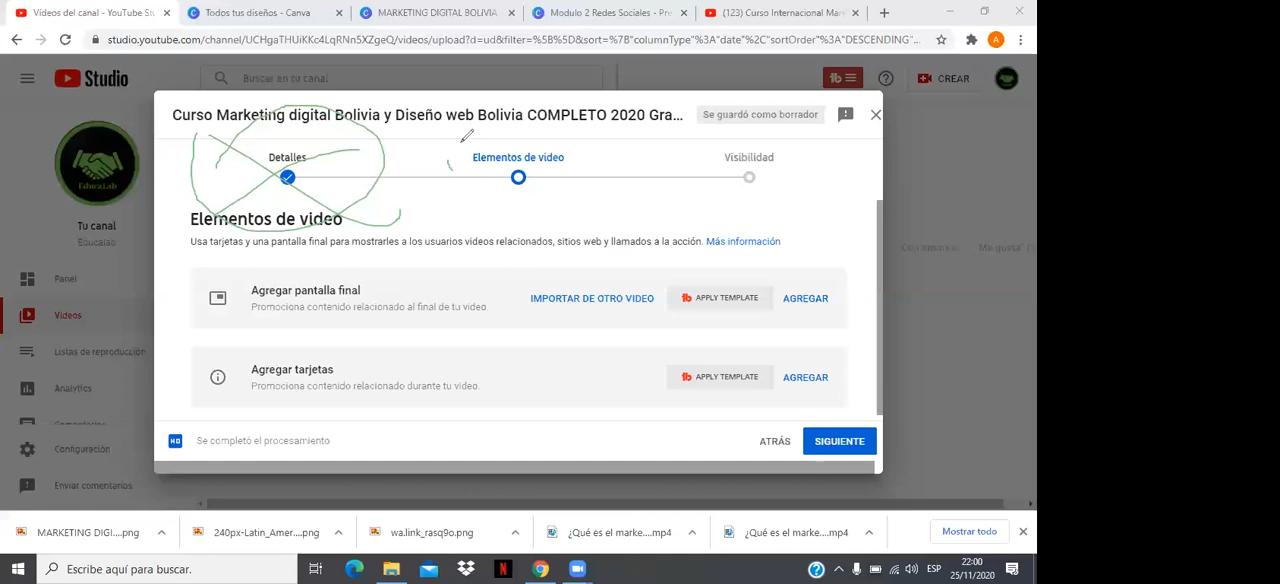 Videos del canal - YouTube St
Todos tus diseños - Canva
MARKETING DIGITAL BOLIVIA
Modulo 2 Redes Sociales - Pre
(123) Curso Internacional Mar
studio.youtube.com/channel/UCHgaTHUiKKc4LqRNn5XZgeQ/videos/upload?d=ud&filter=%5B%5D&sort=%7B"columnType"%3A"date"%2C"sortOrder"%3A"DESCENDING"...
A
Studio
Buscar en tu canal
tb
CREAR
Curso Marketing digital Bolivia y Diseño web Bolivia COMPLETO 2020 Gra...
Se guardó como borrador
Detalles
Elementos de video
Visibilidad
EducaLab
Tu canal
Educalab
Elementos de video
Usa tarjetas y una pantalla final para mostrarles a los usuarios videos relacionados, sitios web y llamados a la acción. Más información
Panel
Agregar pantalla final
Promociona contenido relacionado al final de tu video.
IMPORTAR DE OTRO VIDEO
tb APPLY TEMPLATE
AGREGAR
Videos
Listas de reproducción
Agregar tarjetas
Promociona contenido relacionado durante tu video.
tb APPLY TEMPLATE
AGREGAR
Analytics
HD
Se completó el procesamiento
ATRÁS
SIGUIENTE
Configuración
Enviar comentarios
MARKETING DIGI....png
240px-Latin_Amer....png
wa.link_rasq9o.png
¿Qué es el marke....mp4
¿Qué es el marke....mp4
Mostrar todo
Escribe aquí para buscar.
N
ESP
22:00
25/11/2020